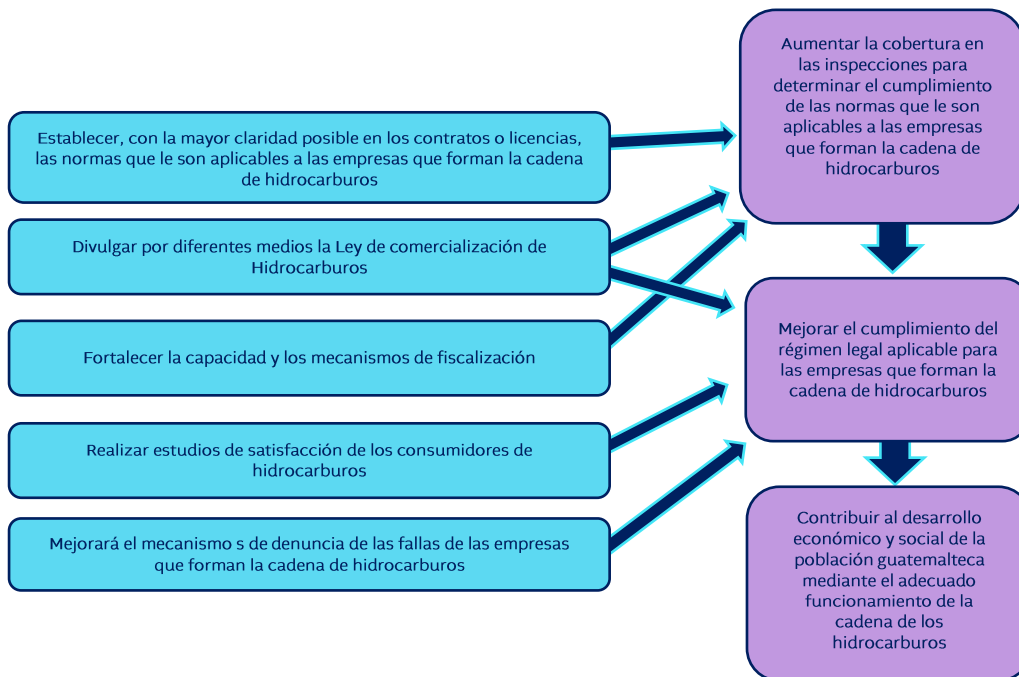 Establecer, con la mayor claridad posible en los contratos o licencias,
las normas que le son aplicables a las empresas que forman la cadena
de hidrocarburos
Divulgar por diferentes medios la Ley de comercialización de
Hidrocarburos
Fortalecer la capacidad y los mecanismos de fiscalización
Realizar estudios de satisfacción de los consumidores de
hidrocarburos
Mejorará el mecanismo s de denuncia de las fallas de las empresas
que forman la cadena de hidrocarburos
Aumentar la cobertura en
las inspecciones para
determinar el cumplimiento
de las normas que le son
aplicables a las empresas
que forman la cadena de
hidrocarburos
Mejorar el cumplimiento del
régimen legal aplicable para
las empresas que forman la
cadena de hidrocarburos
Contribuir al desarrollo
económico y social de la
población guatemalteca
mediante el adecuado
funcionamiento de la
cadena de los
hidrocarburos